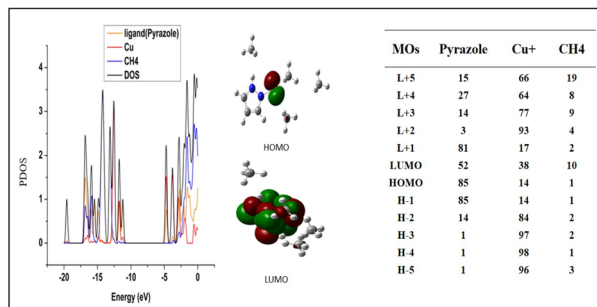 ligand(Pyrazole)
Cu
CH4
DOS
PDOS
4
3
2
1
0
-20 -15 -10 -5 0
Energy (eV)
HOMO
LUMO
MOs Pyrazole Cu+ CH4
L+5 15 66 19
L+4 27 64 8
L+3 14 77 9
L+2 3 93 4
L+1 81 17 2
LUMO 52 38 10
HOMO 85 14 1
H-1 85 14 1
H-2 14 84 2
H-3 1 97 2
H-4 1 98 1
H-5 1 96 3